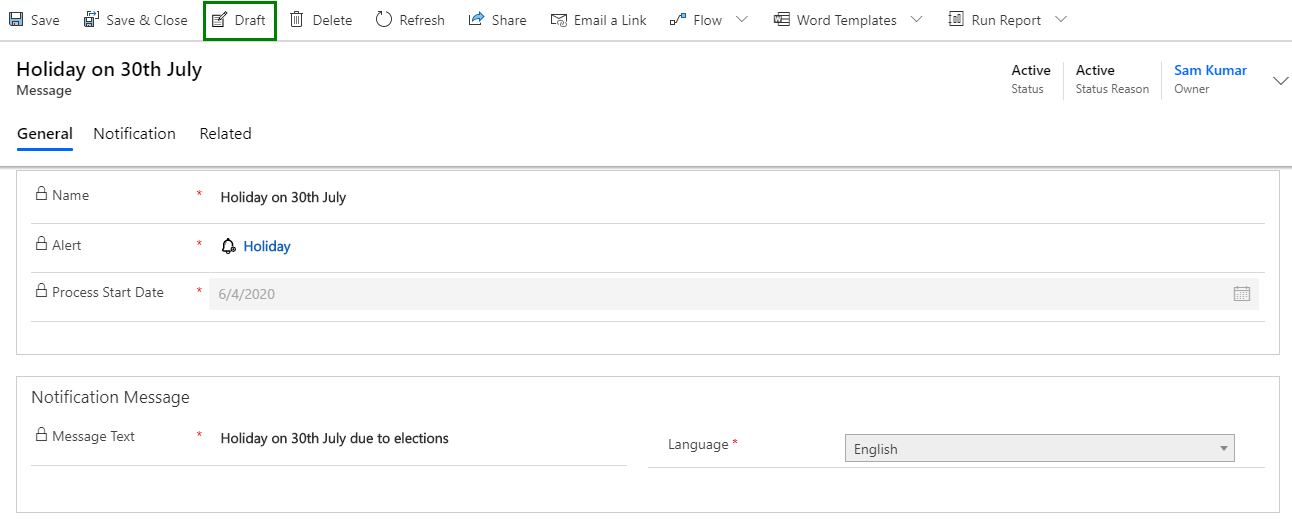 Save Save & Close Draft Delete Refresh Share Email a Link Flow Word Templates Run Report
Holiday on 30th July
Message
Active Active Sam Kumar
Status Status Reason Owner
General Notification Related
Name * Holiday on 30th July
Alert * Holiday
Process Start Date * 6/4/2020
Notification Message
Message Text * Holiday on 30th July due to elections
Language * English